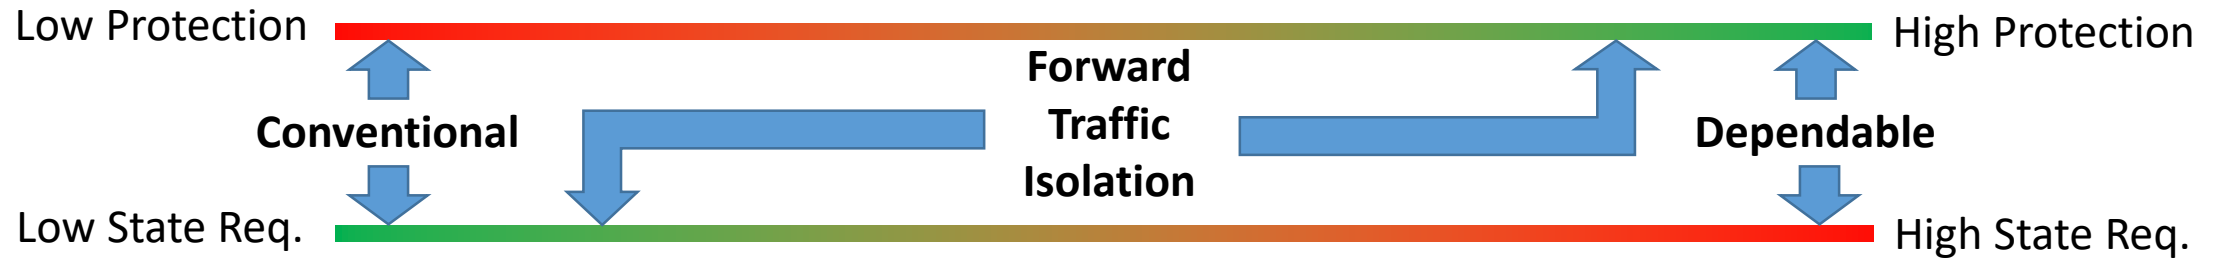 Low Protection
High Protection
Forward
Traffic
Isolation
Conventional
Dependable
Low State Req.
High State Req.